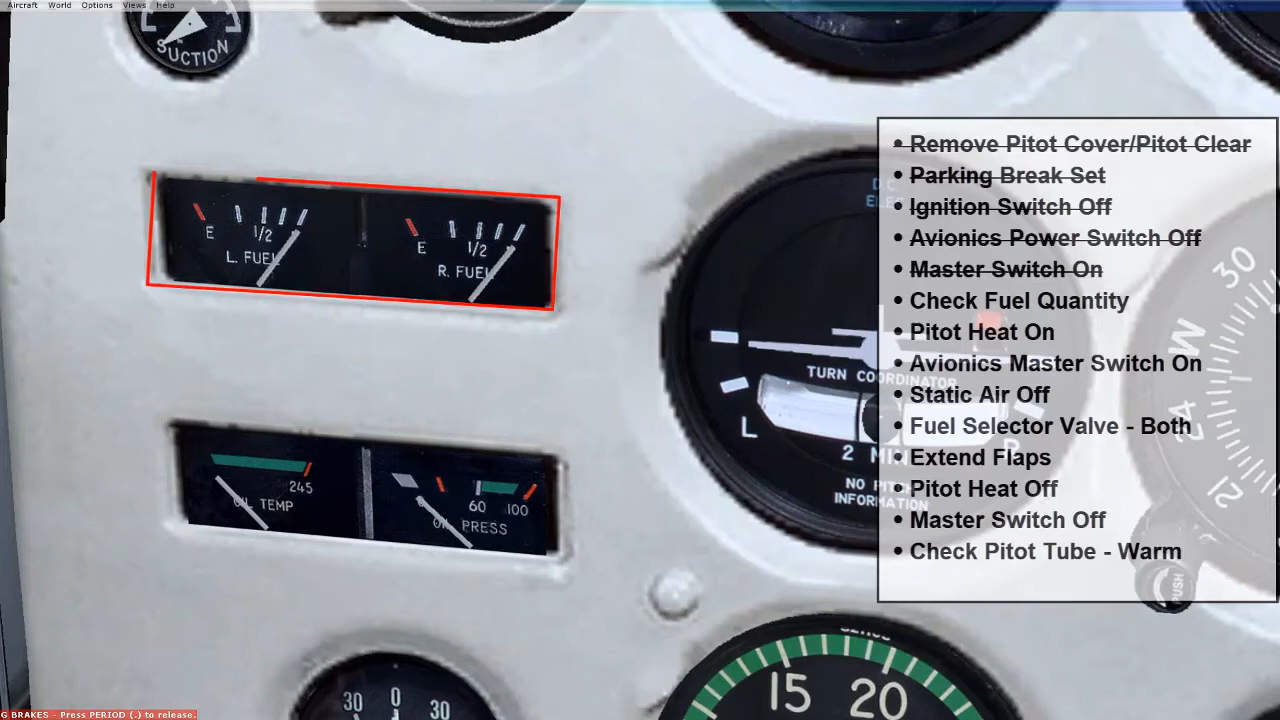 Aircraft World Options Views Help
SUCTION
E 1/2
L. FUEL
E 1/2
R. FUEL
245
OIL TEMP
60 100
OIL PRESS
D.C.
ELEC
TURN COORDINATOR
L R
2 MIN
NO PITCH
INFORMATION
30
W
24
21
PUSH
30 0 30
15 20
• Remove Pitot Cover/Pitot Clear
• Parking Break Set
• Ignition Switch Off
• Avionics Power Switch Off
• Master Switch On
• Check Fuel Quantity
• Pitot Heat On
• Avionics Master Switch On
• Static Air Off
• Fuel Selector Valve - Both
• Extend Flaps
• Pitot Heat Off
• Master Switch Off
• Check Pitot Tube - Warm
G BRAKES - Press PERIOD (.) to release.